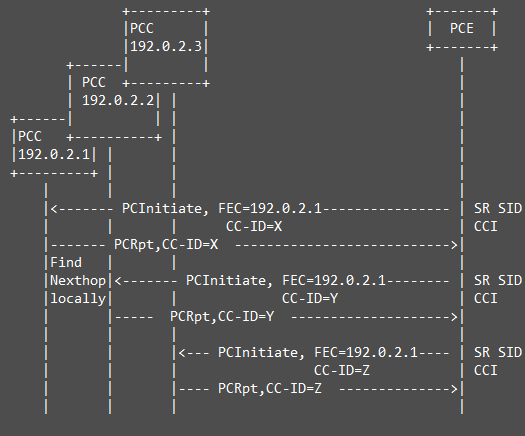 PCC
192.0.2.3
PCE
PCC
192.0.2.2
PCC
192.0.2.1
<------- PCInitiate, FEC=192.0.2.1---------------- SR SID
CC-ID=X CCI
------- PCRpt,CC-ID=X --------------------------->
Find
Nexthop <------- PCInitiate, FEC=192.0.2.1-------- SR SID
locally CC-ID=Y CCI
----- PCRpt,CC-ID=Y -------------------->
<--- PCInitiate, FEC=192.0.2.1---- SR SID
CC-ID=Z CCI
---- PCRpt,CC-ID=Z -------------->